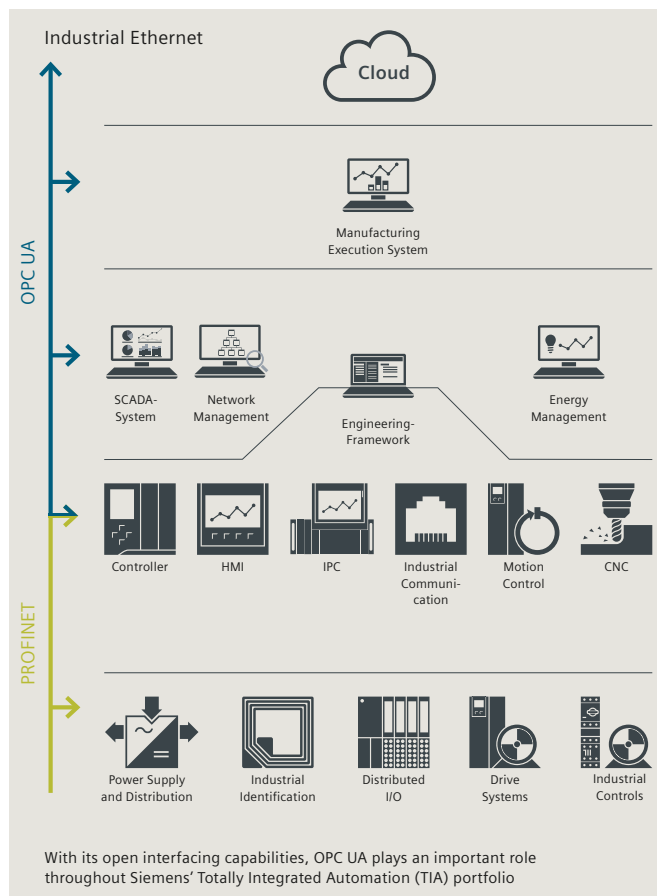 Industrial Ethernet
Cloud
OPC UA
Manufacturing
Execution System
SCADA-
System
Network
Management
Engineering-
Framework
Energy
Management
PROFINET
Controller
HMI
IPC
Industrial
Communi-
cation
Motion
Control
CNC
Power Supply
and Distribution
Industrial
Identification
Distributed
I/O
Drive
Systems
Industrial
Controls
With its open interfacing capabilities, OPC UA plays an important role
throughout Siemens’ Totally Integrated Automation (TIA) portfolio